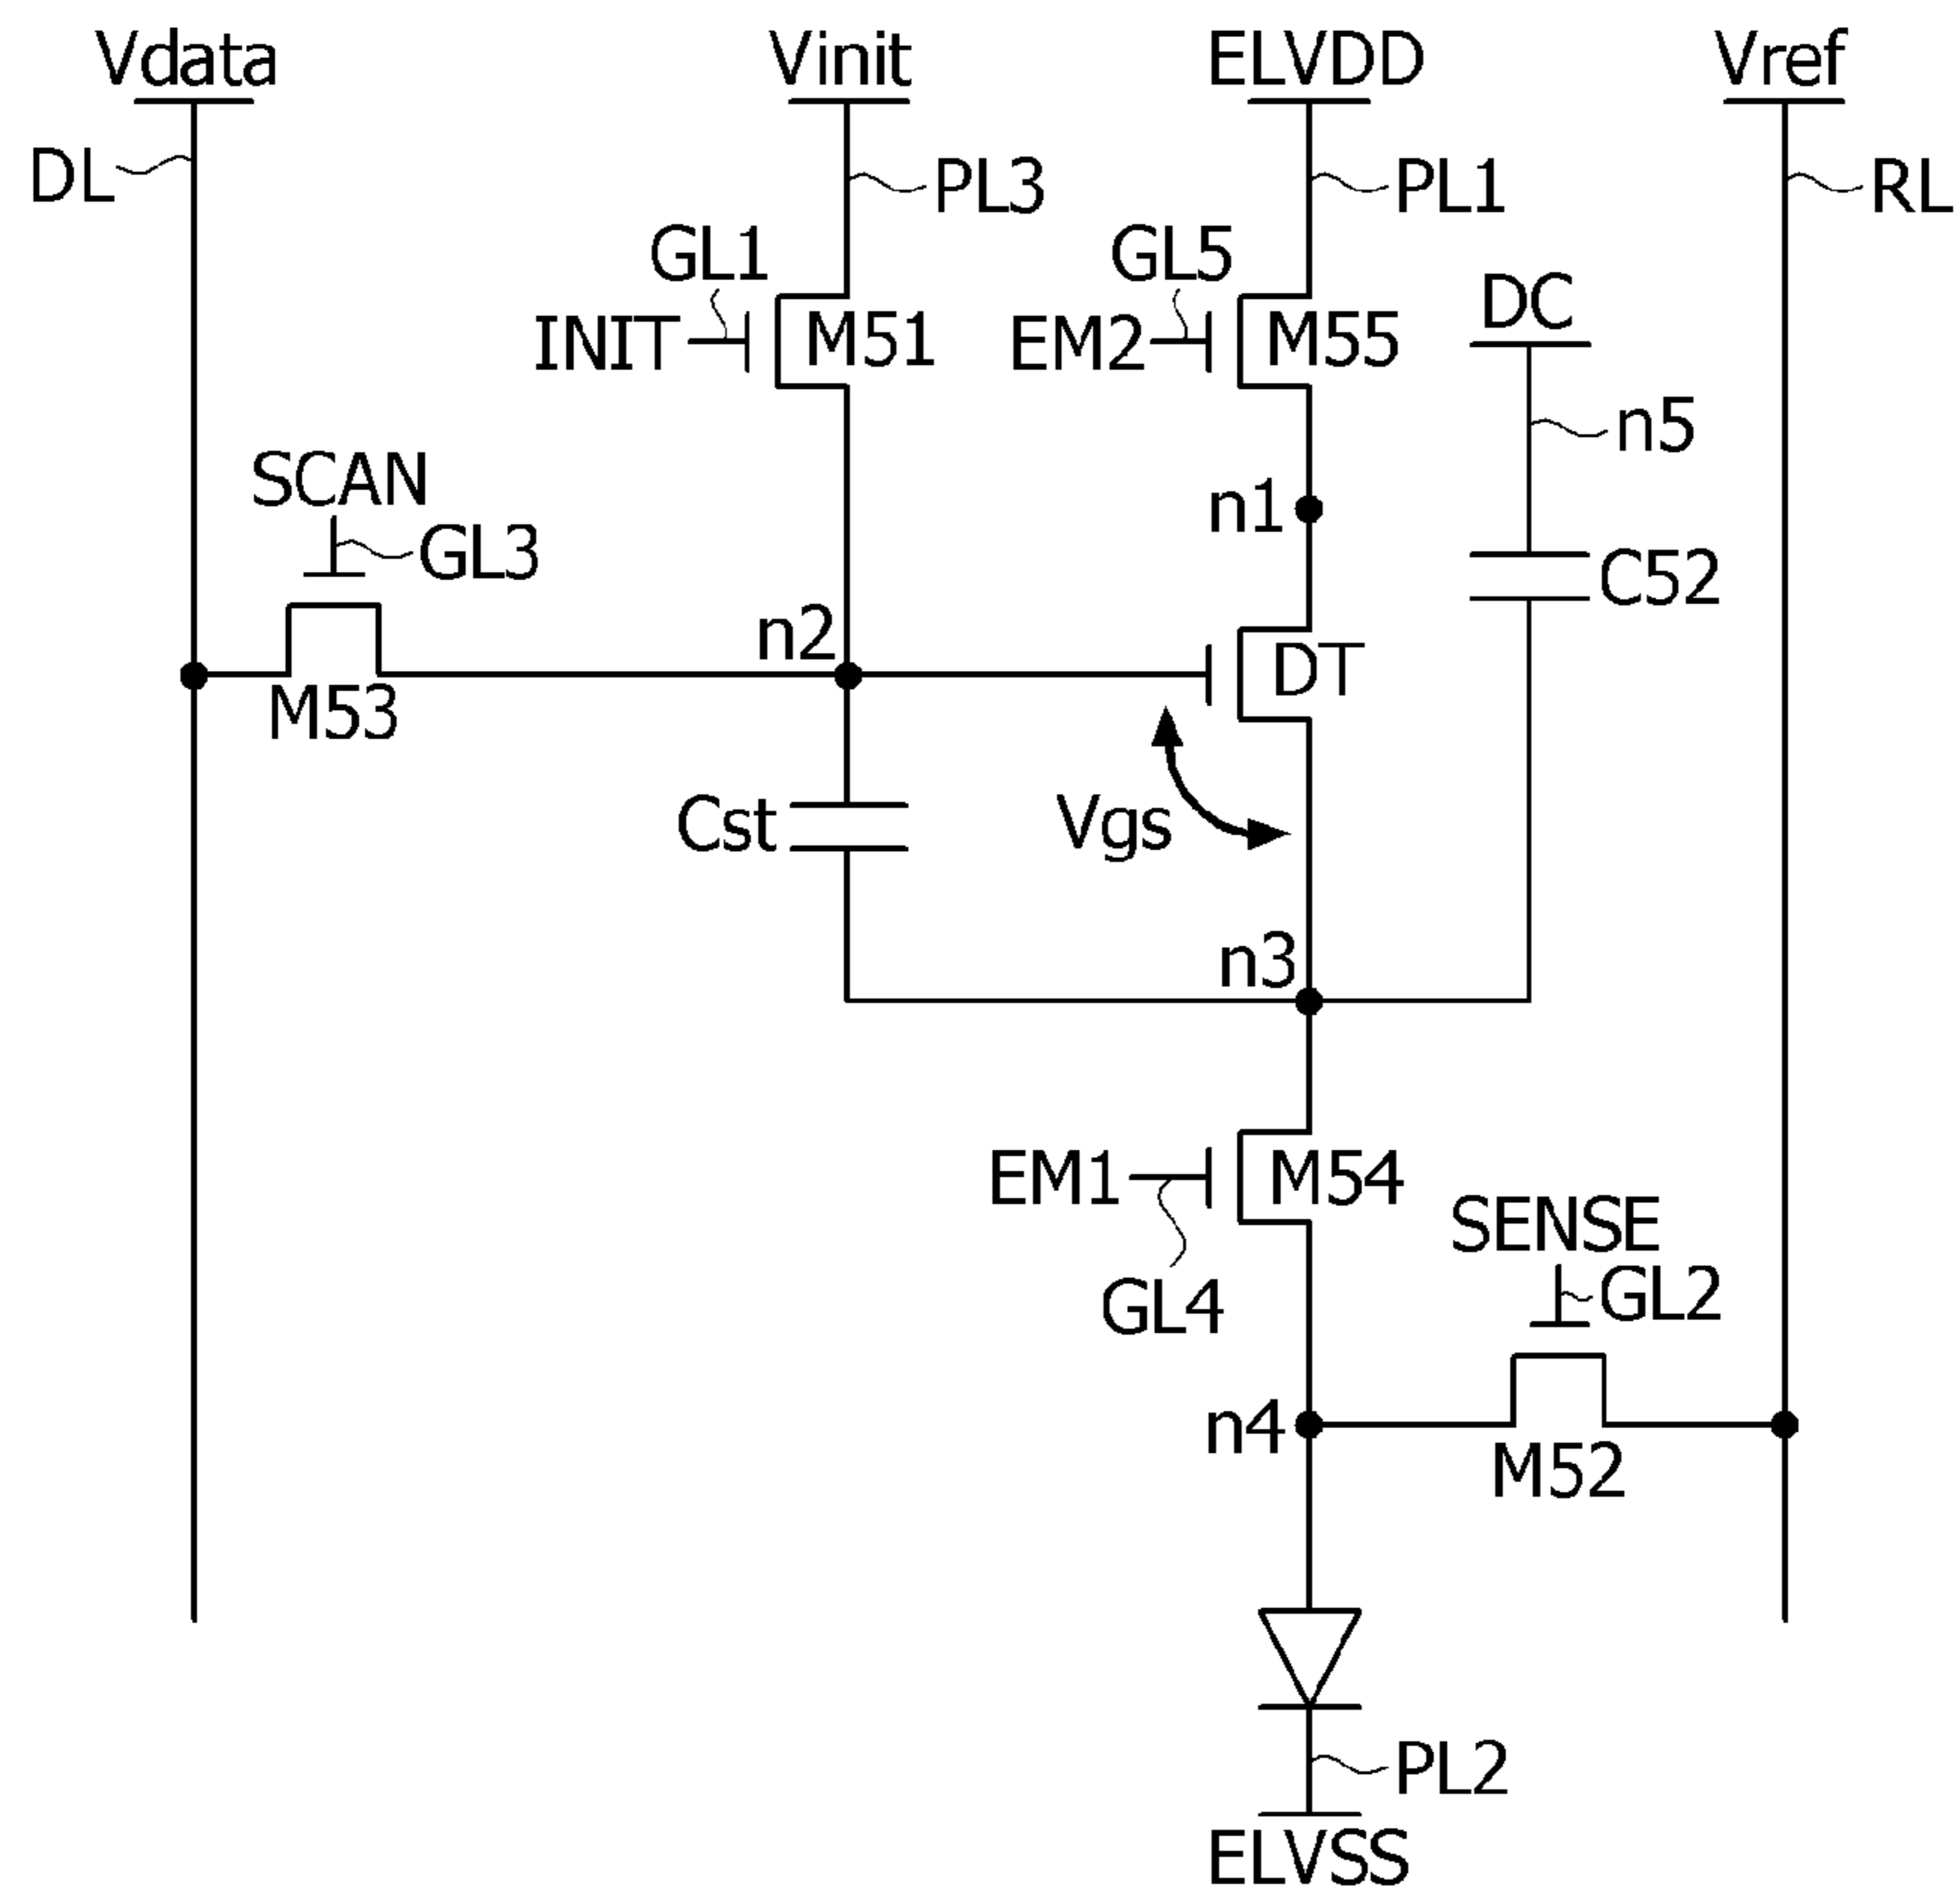 Vdata
Vinit
ELVDD
Vref
DL
PL3
PL1
RL
GL1
GL5
DC
INIT
M51
EM2
M55
n5
SCAN
n1
GL3
C52
n2
DT
M53
Cst
Vgs
n3
EM1
M54
SENSE
GL4
GL2
n4
M52
PL2
ELVSS